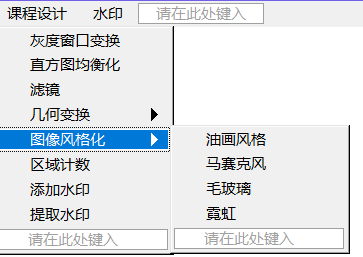 课程设计 水印 请在此处键入
灰度窗口变换
直方图均衡化
滤镜
几何变换
图像风格化
区域计数
添加水印
提取水印
请在此处键入
油画风格
马赛克风
毛玻璃
霓虹
请在此处键入